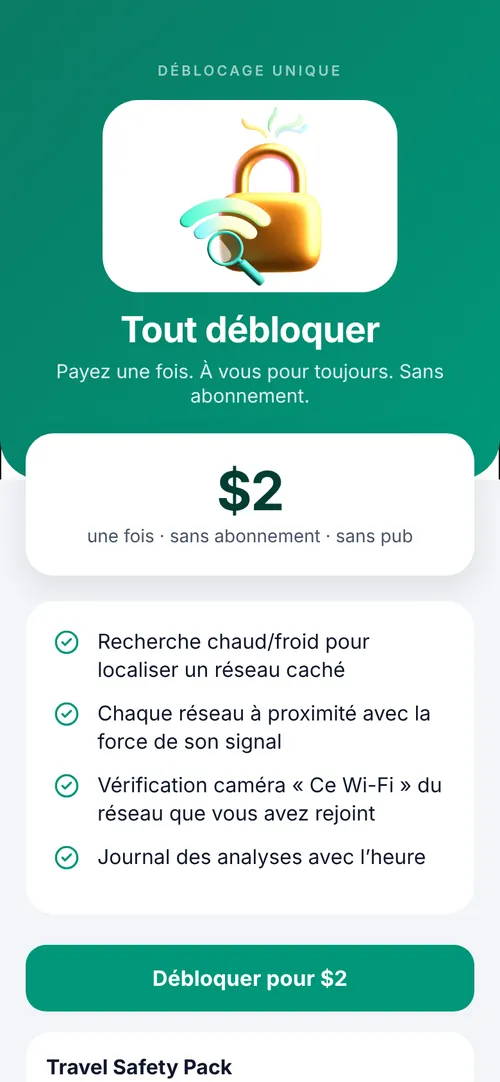 DÉBLOCAGE UNIQUE
Tout débloquer
Payez une fois. À vous pour toujours. Sans
abonnement.
$2
une fois · sans abonnement · sans pub
Recherche chaud/froid pour
localiser un réseau caché
Chaque réseau à proximité avec la
force de son signal
Vérification caméra « Ce Wi-Fi » du
réseau que vous avez rejoint
Journal des analyses avec l’heure
Débloquer pour $2
Travel Safety Pack